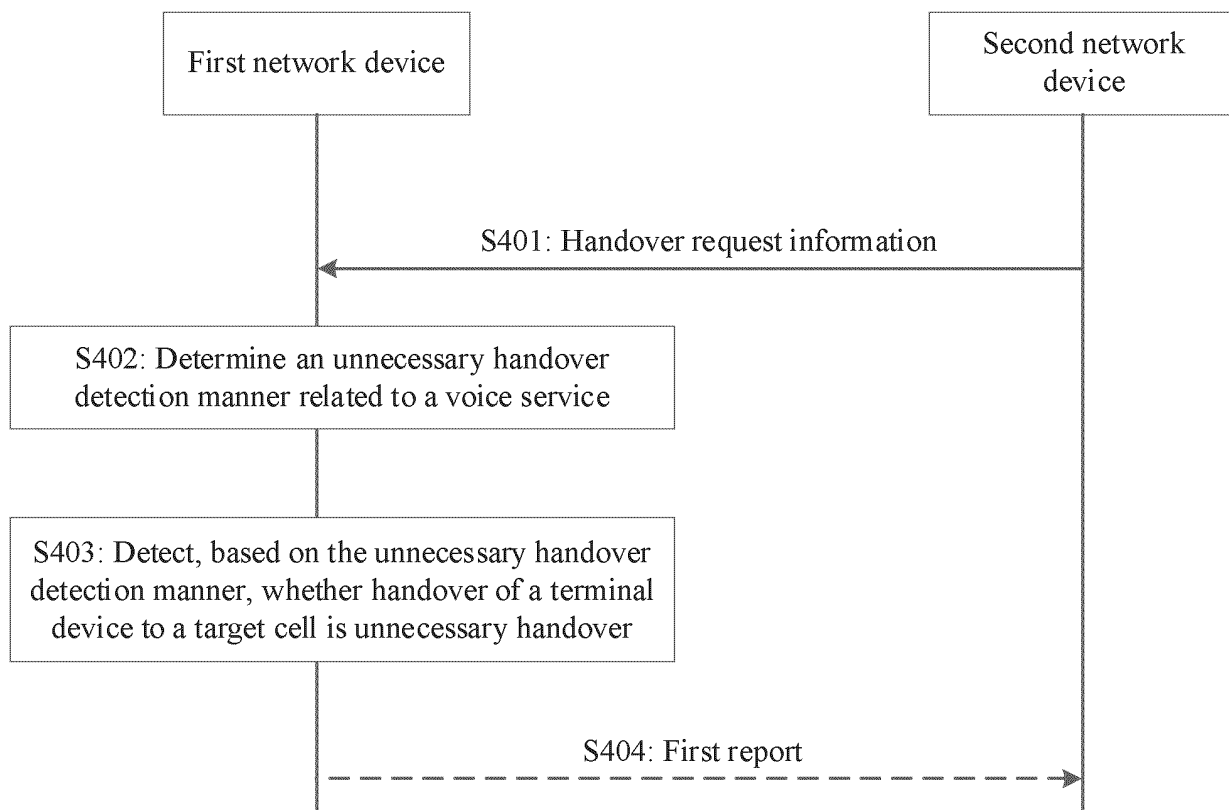 First network device
Second network
device
S401: Handover request information
S402: Determine an unnecessary handover
detection manner related to a voice service
S403: Detect, based on the unnecessary handover
detection manner, whether handover of a terminal
device to a target cell is unnecessary handover
S404: First report